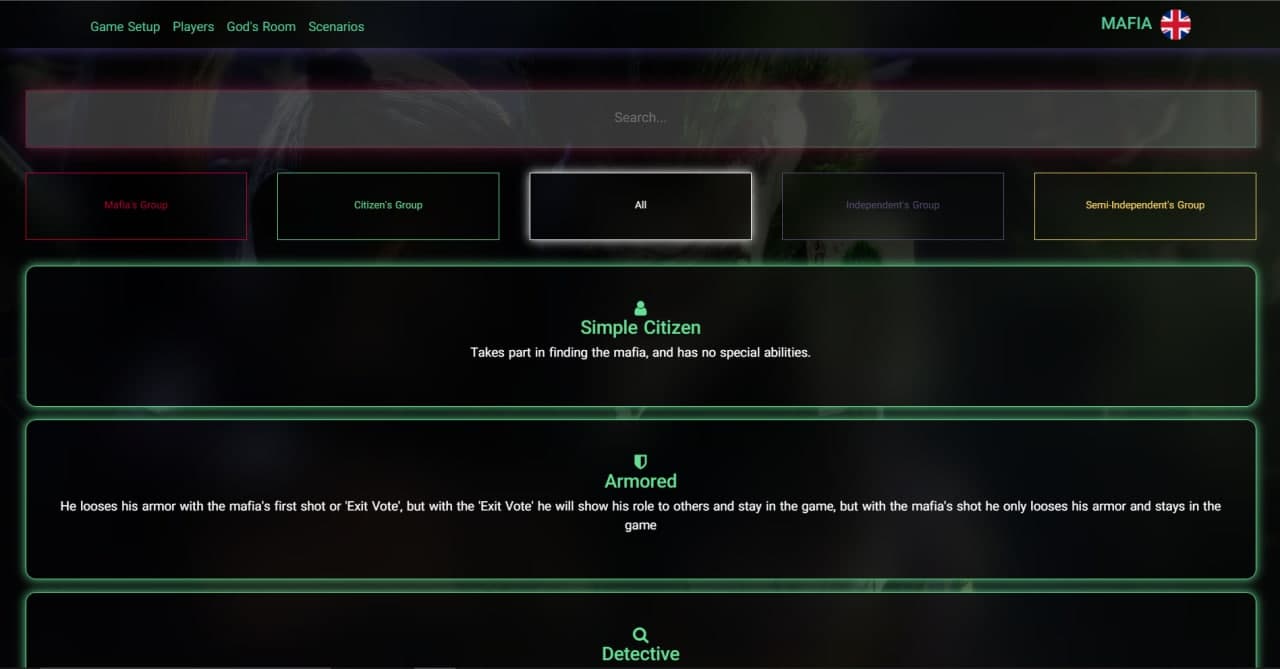 Game Setup Players God's Room Scenarios MAFIA
Search...
Mafia's Group Citizen's Group All Independent's Group Semi-Independent's Group
Simple Citizen
Takes part in finding the mafia, and has no special abilities.
Armored
He looses his armor with the mafia's first shot or 'Exit Vote', but with the 'Exit Vote' he will show his role to others and stay in the game, but with the mafia's shot he only looses his armor and stays in the
game
Detective